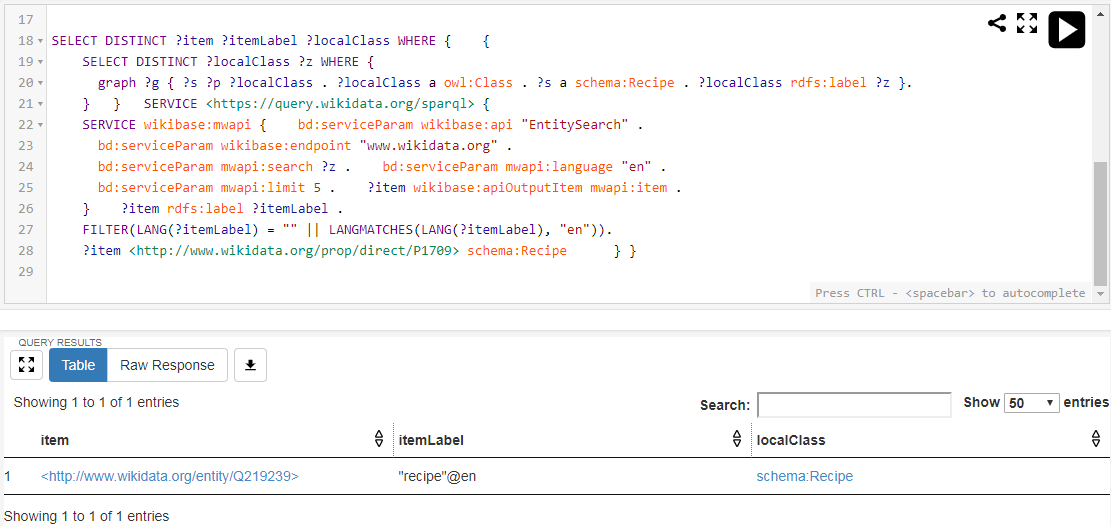 17
18 SELECT DISTINCT ?item ?itemLabel ?localClass WHERE {    {
19     SELECT DISTINCT ?localClass ?z WHERE {
20       graph ?g { ?s ?p ?localClass . ?localClass a owl:Class . ?s a schema:Recipe . ?localClass rdfs:label ?z }.
21     }   }   SERVICE <https://query.wikidata.org/sparql> {
22     SERVICE wikibase:mwapi {    bd:serviceParam wikibase:api "EntitySearch" .
23       bd:serviceParam wikibase:endpoint "www.wikidata.org" .
24       bd:serviceParam mwapi:search ?z .    bd:serviceParam mwapi:language "en" .
25       bd:serviceParam mwapi:limit 5 .    ?item wikibase:apiOutputItem mwapi:item .
26     }    ?item rdfs:label ?itemLabel .
27     FILTER(LANG(?itemLabel) = "" || LANGMATCHES(LANG(?itemLabel), "en")).
28     ?item <http://www.wikidata.org/prop/direct/P1709> schema:Recipe      } }
29
Press CTRL - <spacebar> to autocomplete
QUERY RESULTS
Table Raw Response
Showing 1 to 1 of 1 entries Search: Show 50 entries
item itemLabel localClass
1 <http://www.wikidata.org/entity/Q219239> "recipe"@en schema:Recipe
Showing 1 to 1 of 1 entries